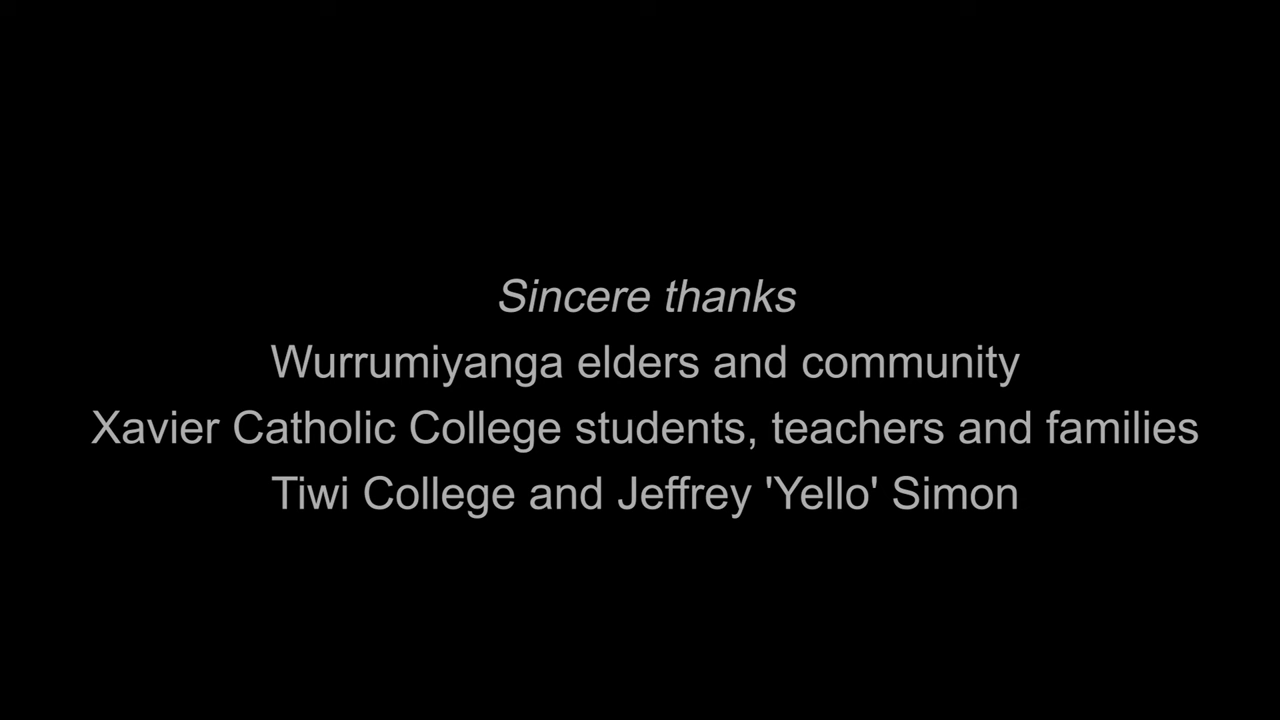 Sincere thanks
Wurrumiyanga elders and community
Xavier Catholic College students, teachers and families
Tiwi College and Jeffrey 'Yello' Simon